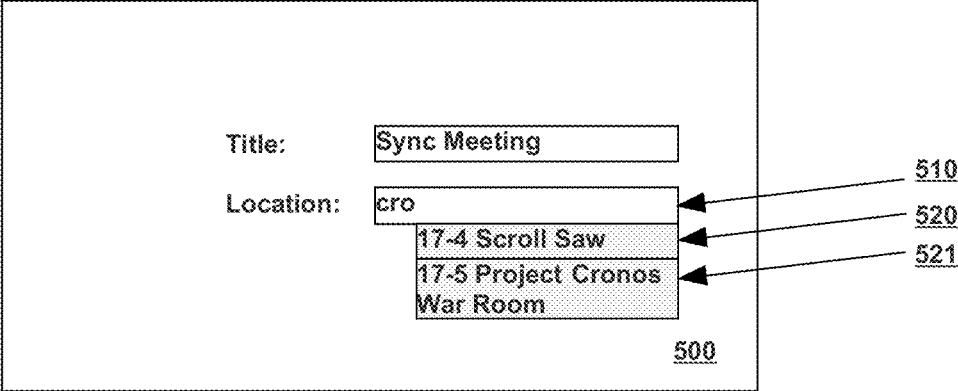 Title: Sync Meeting
Location: cro
510
17-4 Scroll Saw
520
17-5 Project Cronos
521
War Room
500